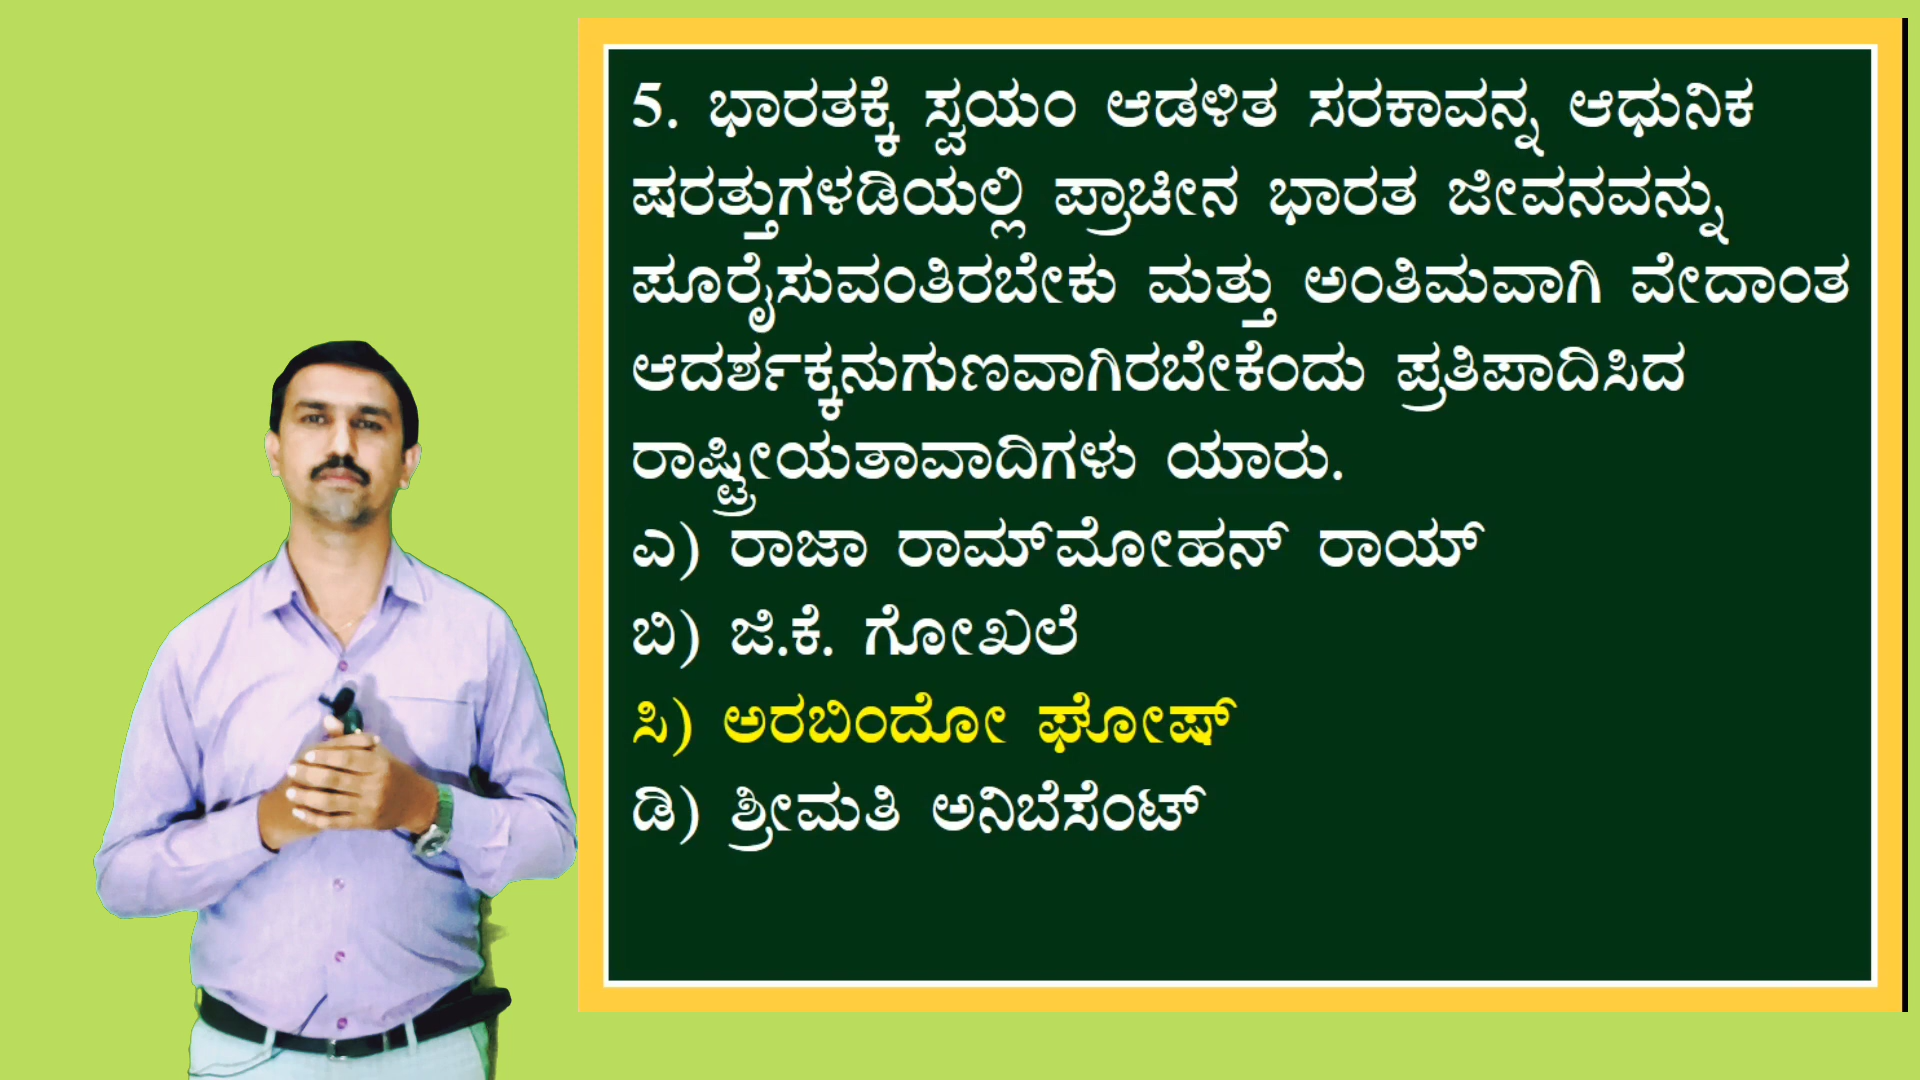 5. ಭಾರತಕ್ಕೆ ಸ್ವಯಂ ಆಡಳಿತ ಸರಕಾವನ್ನ ಆಧುನಿಕ
ಷರತ್ತುಗಳಡಿಯಲ್ಲಿ ಪ್ರಾಚೀನ ಭಾರತ ಜೀವನವನ್ನು
ಪೂರೈಸುವಂತಿರಬೇಕು ಮತ್ತು ಅಂತಿಮವಾಗಿ ವೇದಾಂತ
ಆದರ್ಶಕ್ಕನುಗುಣವಾಗಿರಬೇಕೆಂದು ಪ್ರತಿಪಾದಿಸಿದ
ರಾಷ್ಟ್ರೀಯತಾವಾದಿಗಳು ಯಾರು.
ಎ) ರಾಜಾ ರಾಮ್‌ಮೋಹನ್ ರಾಯ್
ಬಿ) ಜಿ.ಕೆ. ಗೋಖಲೆ
ಸಿ) ಅರಬಿಂದೋ ಘೋಷ್
ಡಿ) ಶ್ರೀಮತಿ ಅನಿಬೆಸೆಂಟ್